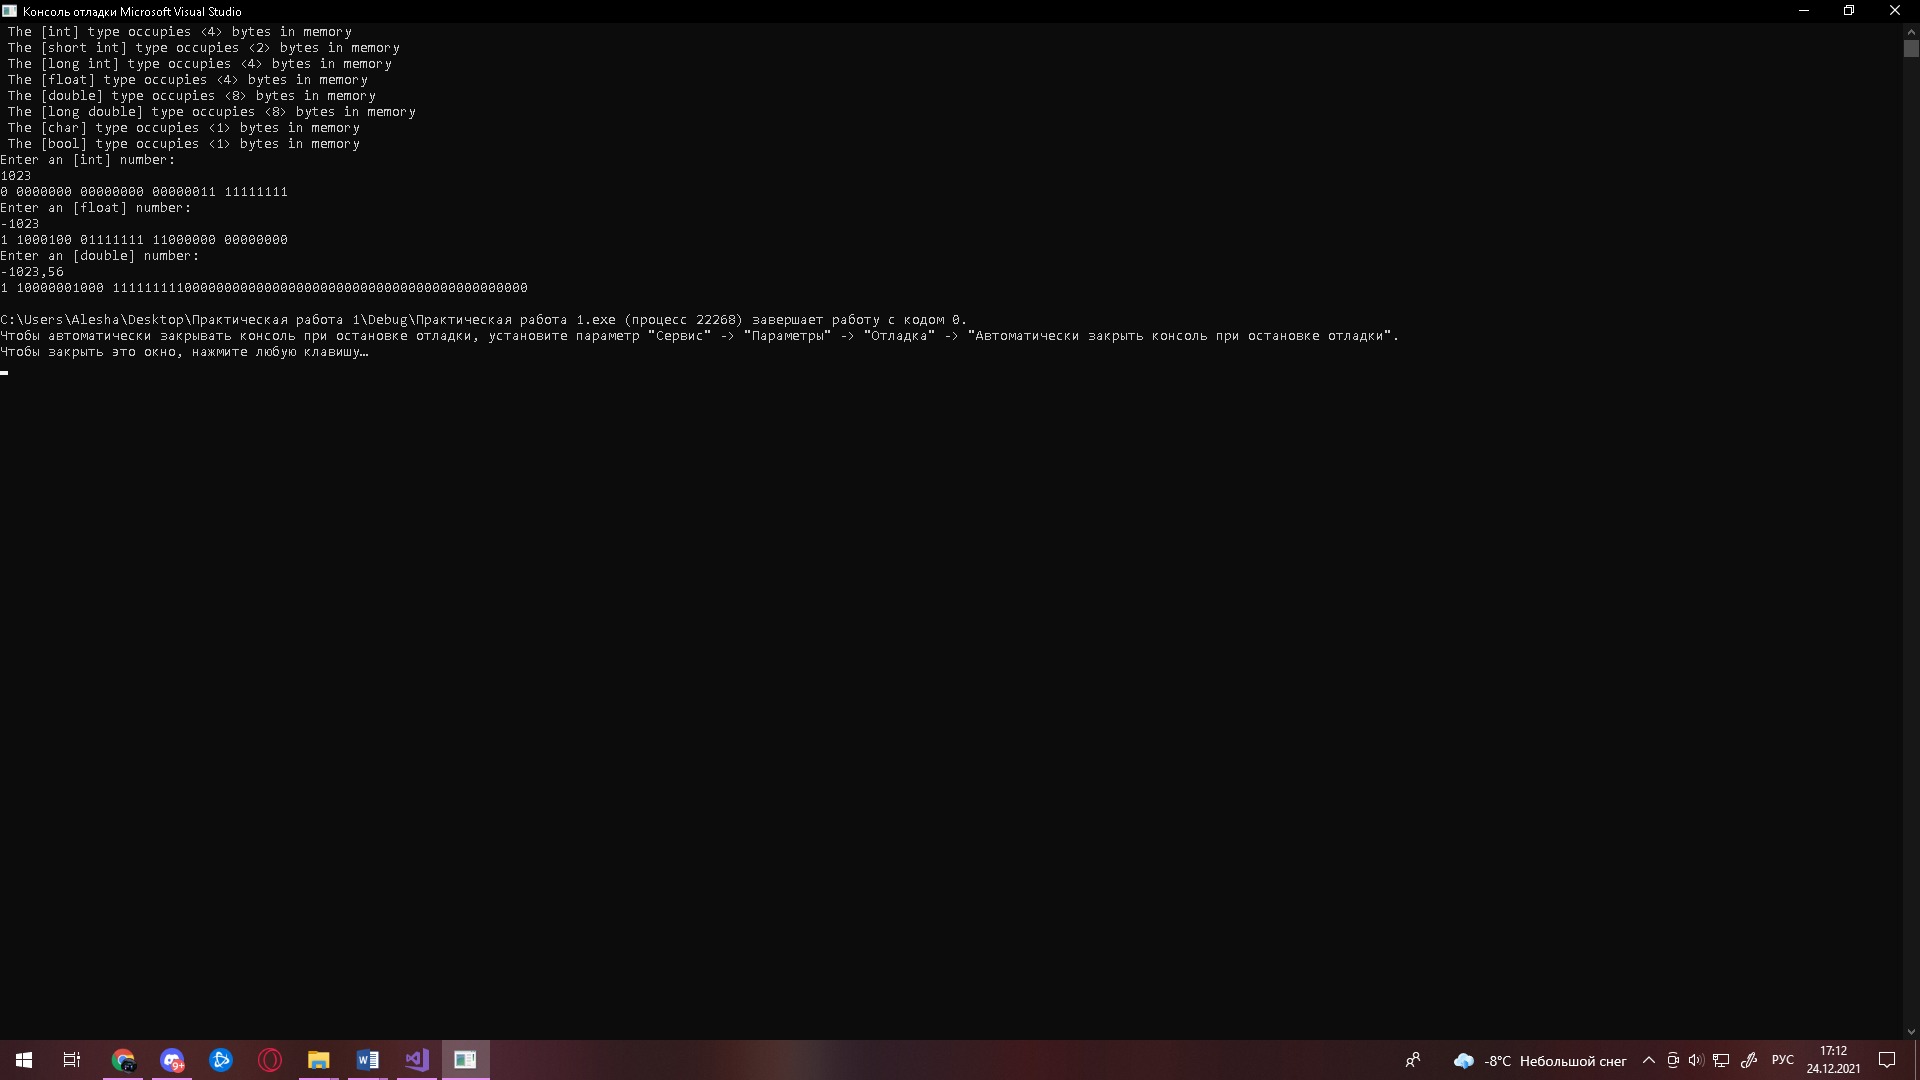 Консоль отладки Microsoft Visual Studio
The [int] type occupies <4> bytes in memory
The [short int] type occupies <2> bytes in memory
The [long int] type occupies <4> bytes in memory
The [float] type occupies <4> bytes in memory
The [double] type occupies <8> bytes in memory
The [long double] type occupies <8> bytes in memory
The [char] type occupies <1> bytes in memory
The [bool] type occupies <1> bytes in memory
Enter an [int] number:
1023
0 0000000 00000000 00000011 11111111
Enter an [float] number:
-1023
1 1000100 01111111 11000000 00000000
Enter an [double] number:
-1023,56
1 10000001000 1111111110000000000000000000000000000000000000000000
C:\Users\Alesha\Desktop\Практическая работа 1\Debug\Практическая работа 1.exe (процесс 22268) завершает работу с кодом 0.
Чтобы автоматически закрывать консоль при остановке отладки, установите параметр "Сервис" -> "Параметры" -> "Отладка" -> "Автоматически закрыть консоль при остановке отладки".
Чтобы закрыть это окно, нажмите любую клавишу…
9+
-8°C Небольшой снег
РУС
17:12
24.12.2021